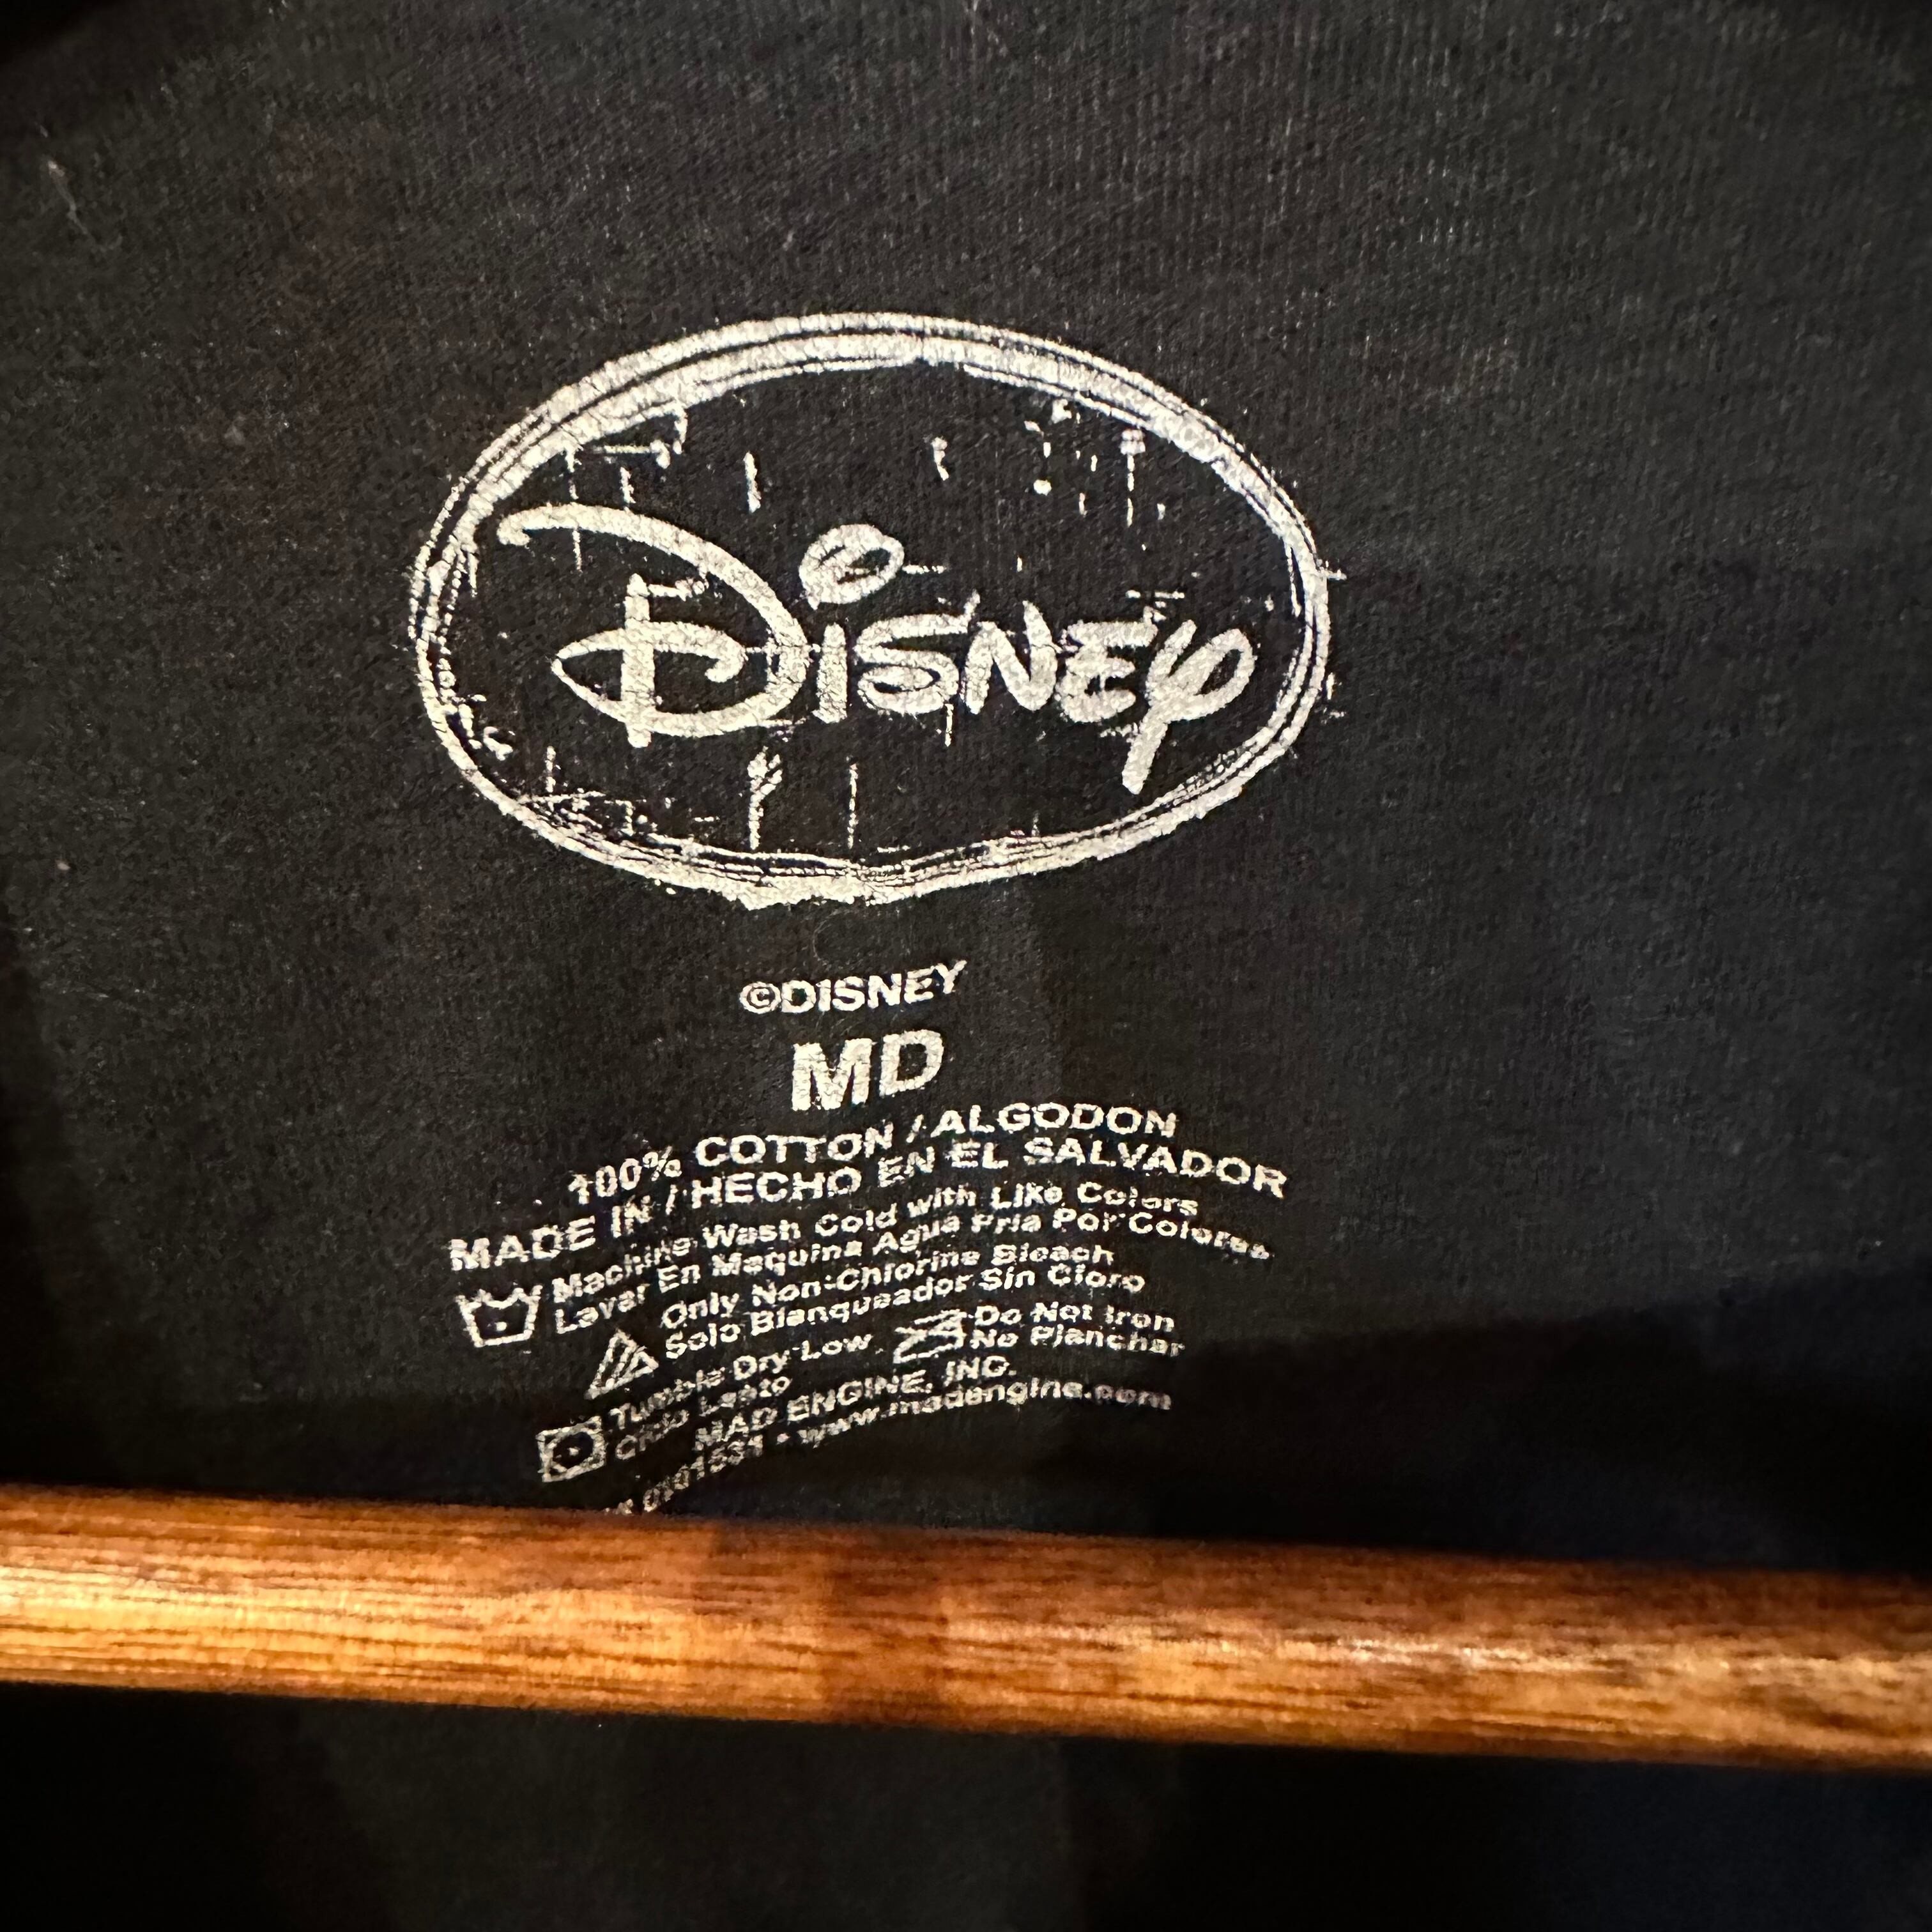 Disney
©DISNEY
MD
100% COTTON / ALGODON
MADE IN / HECHO EN EL SALVADOR
Machine Wash Cold with Like Colors
Lavar En Maquina Agua Fria Por Colores
Only Non-Chlorine Bleach
Solo Blanqueador Sin Cloro
Tumble Dry Low
Ciclo Lento
Do Not Iron
No Planchar
MAD ENGINE, INC.
www.madengine.com